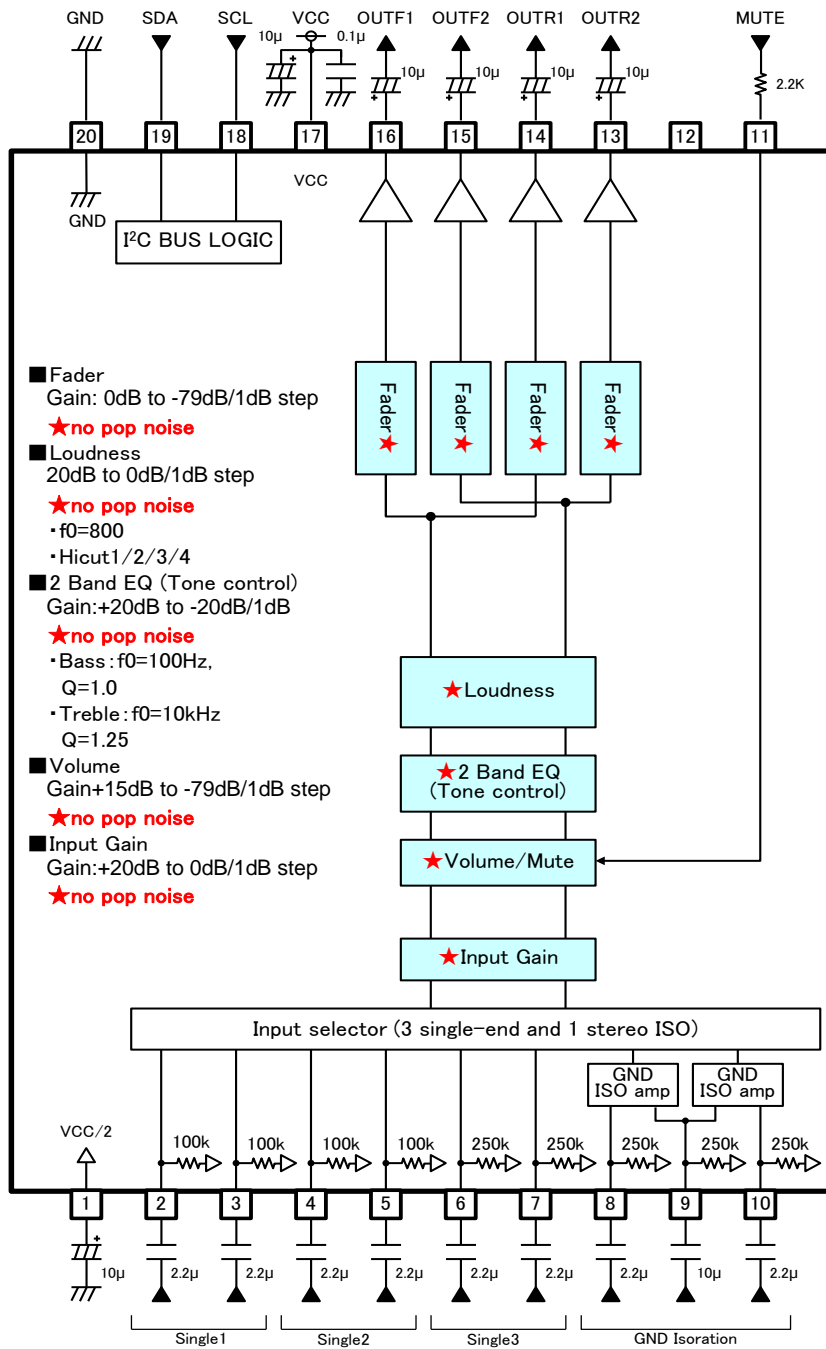 GND SDA SCL VCC OUTF1 OUTF2 OUTR1 OUTR2 MUTE
10μ 0.1μ 10μ 10μ 10μ 10μ 2.2K
20 19 18 17 16 15 14 13 12 11
VCC
GND
I²C BUS LOGIC
■Fader
Gain: 0dB to -79dB/1dB step
★no pop noise
■Loudness
20dB to 0dB/1dB step
★no pop noise
・f0=800
・Hicut1/2/3/4
■2 Band EQ (Tone control)
Gain:+20dB to -20dB/1dB
★no pop noise
・Bass:f0=100Hz,
Q=1.0
・Treble:f0=10kHz
Q=1.25
■Volume
Gain+15dB to -79dB/1dB step
★no pop noise
■Input Gain
Gain:+20dB to 0dB/1dB step
★no pop noise
Fader★ Fader★ Fader★ Fader★
★Loudness
★2 Band EQ
(Tone control)
★Volume/Mute
★Input Gain
Input selector (3 single-end and 1 stereo ISO)
GND
ISO amp
GND
ISO amp
VCC/2
100k 100k 100k 100k 250k 250k 250k 250k 250k
1 2 3 4 5 6 7 8 9 10
10μ 2.2μ 2.2μ 2.2μ 2.2μ 2.2μ 2.2μ 2.2μ 10μ 2.2μ
Single1 Single2 Single3 GND Isoration